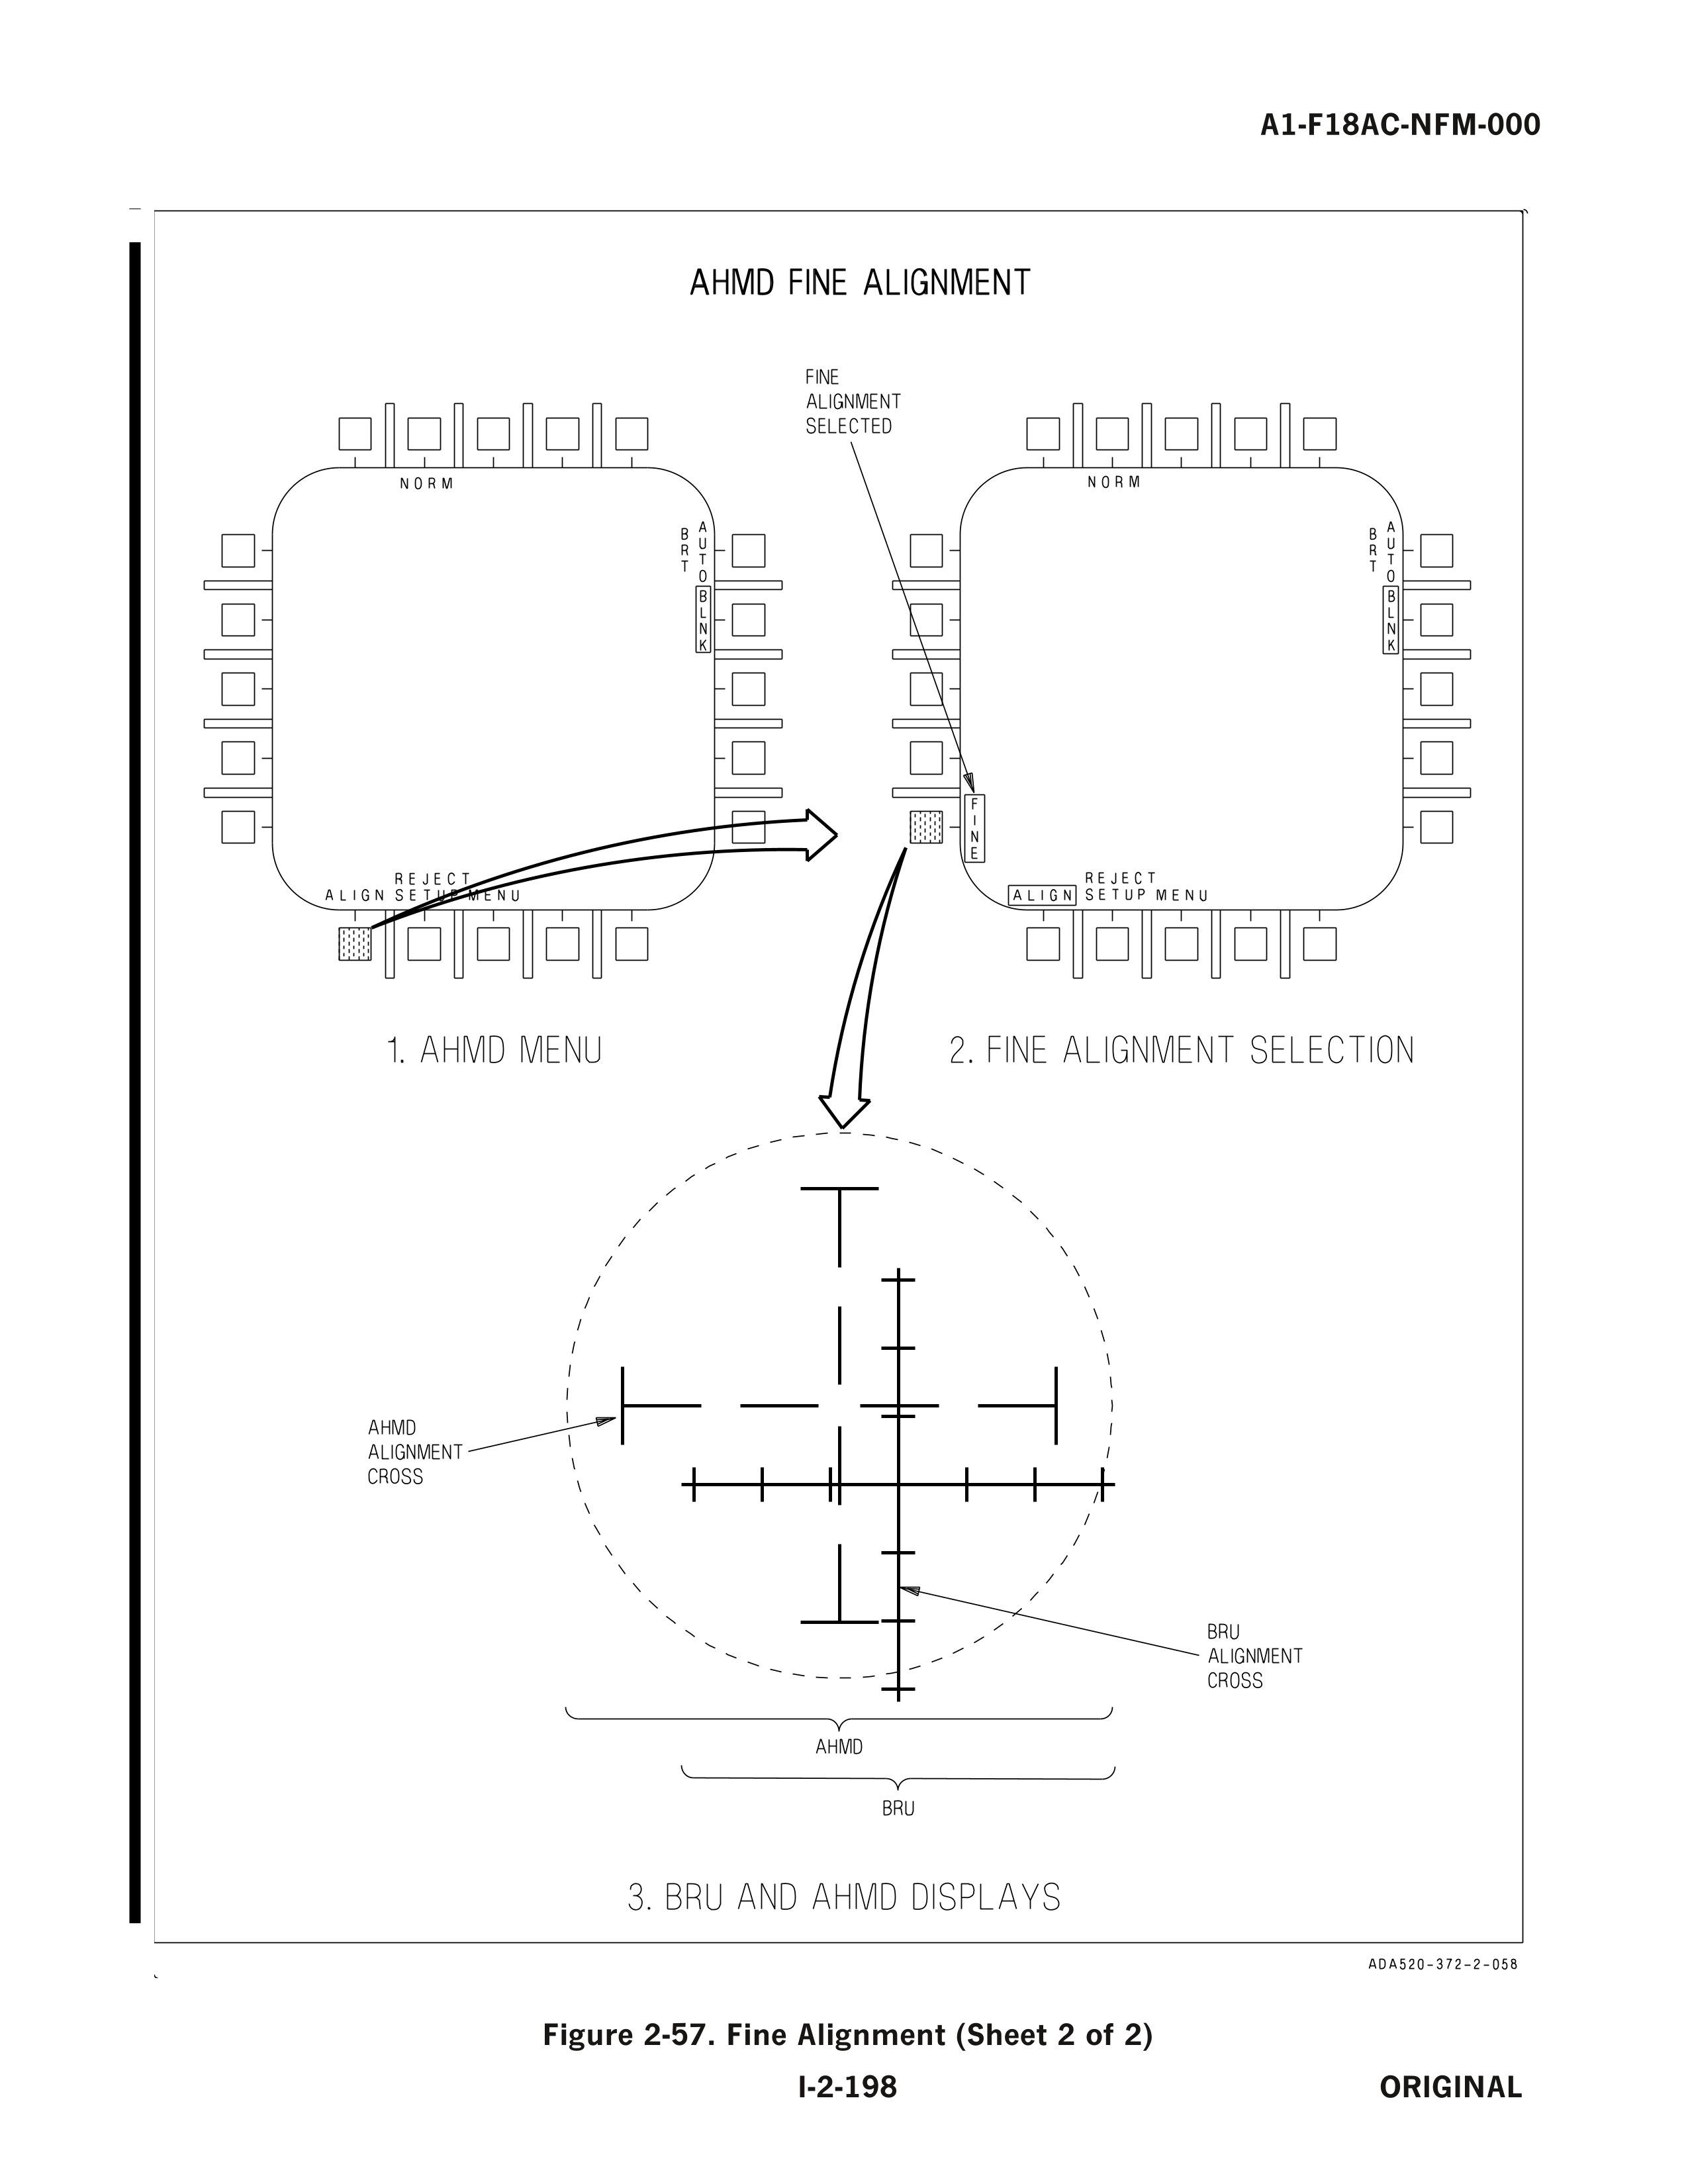 A1-F18AC-NFM-000
AHMD FINE ALIGNMENT
FINE
ALIGNMENT
SELECTED
NORM
BRT
AUTO
BLNK
REJECT
ALIGN SETUP MENU
NORM
BRT
AUTO
BLNK
FINE
REJECT
ALIGN SETUP MENU
1. AHMD MENU
2. FINE ALIGNMENT SELECTION
AHMD
ALIGNMENT
CROSS
BRU
ALIGNMENT
CROSS
AHMD
BRU
3. BRU AND AHMD DISPLAYS
ADA520-372-2-058
Figure 2-57. Fine Alignment (Sheet 2 of 2)
I-2-198
ORIGINAL